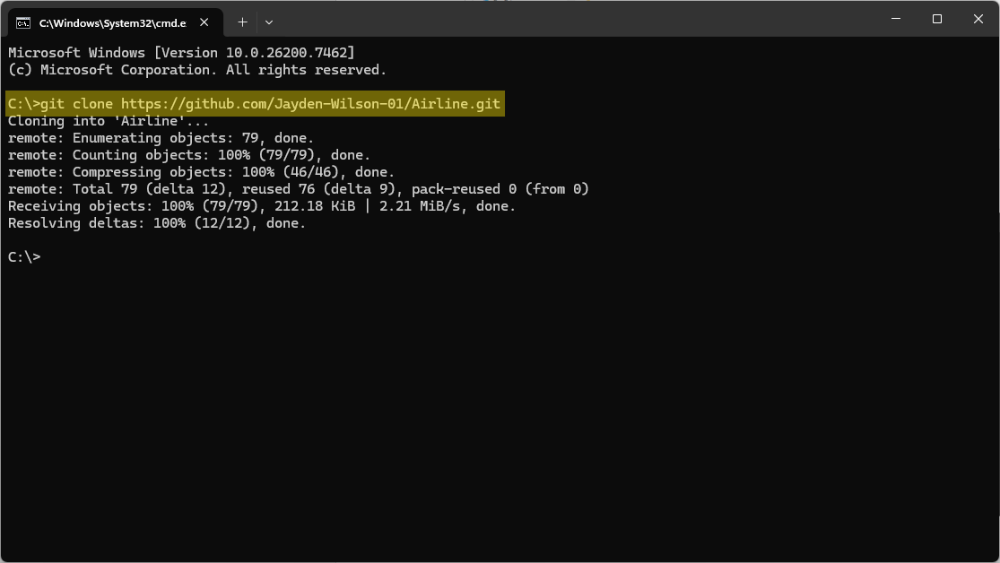 C:\Windows\System32\cmd.e
Microsoft Windows [Version 10.0.26200.7462]
(c) Microsoft Corporation. All rights reserved.
C:\>git clone https://github.com/Jayden-Wilson-01/Airline.git
Cloning into 'Airline'...
remote: Enumerating objects: 79, done.
remote: Counting objects: 100% (79/79), done.
remote: Compressing objects: 100% (46/46), done.
remote: Total 79 (delta 12), reused 76 (delta 9), pack-reused 0 (from 0)
Receiving objects: 100% (79/79), 212.18 KiB | 2.21 MiB/s, done.
Resolving deltas: 100% (12/12), done.
C:\>